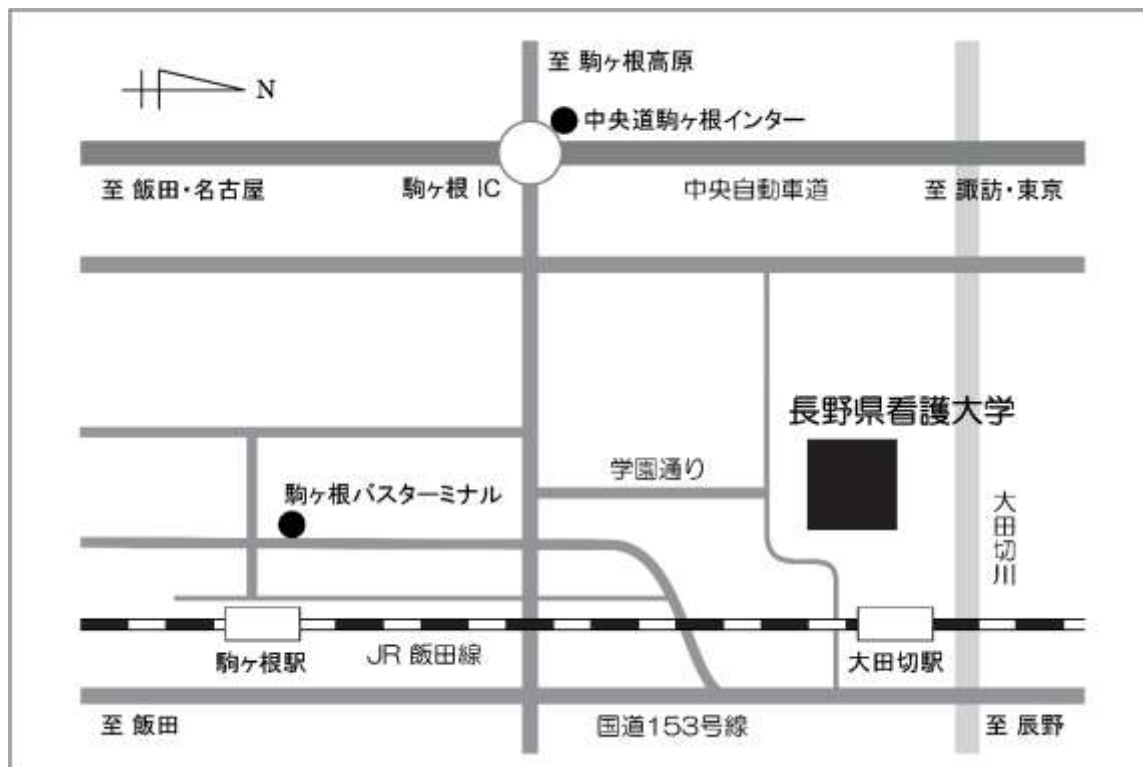 至 駒ヶ根高原
N
中央道駒ヶ根インター
至 飯田・名古屋
駒ヶ根 IC
中央自動車道
至 諏訪・東京
長野県看護大学
学園通り
駒ヶ根バスターミナル
大田切川
駒ヶ根駅
JR 飯田線
大田切駅
至 飯田
国道153号線
至 辰野